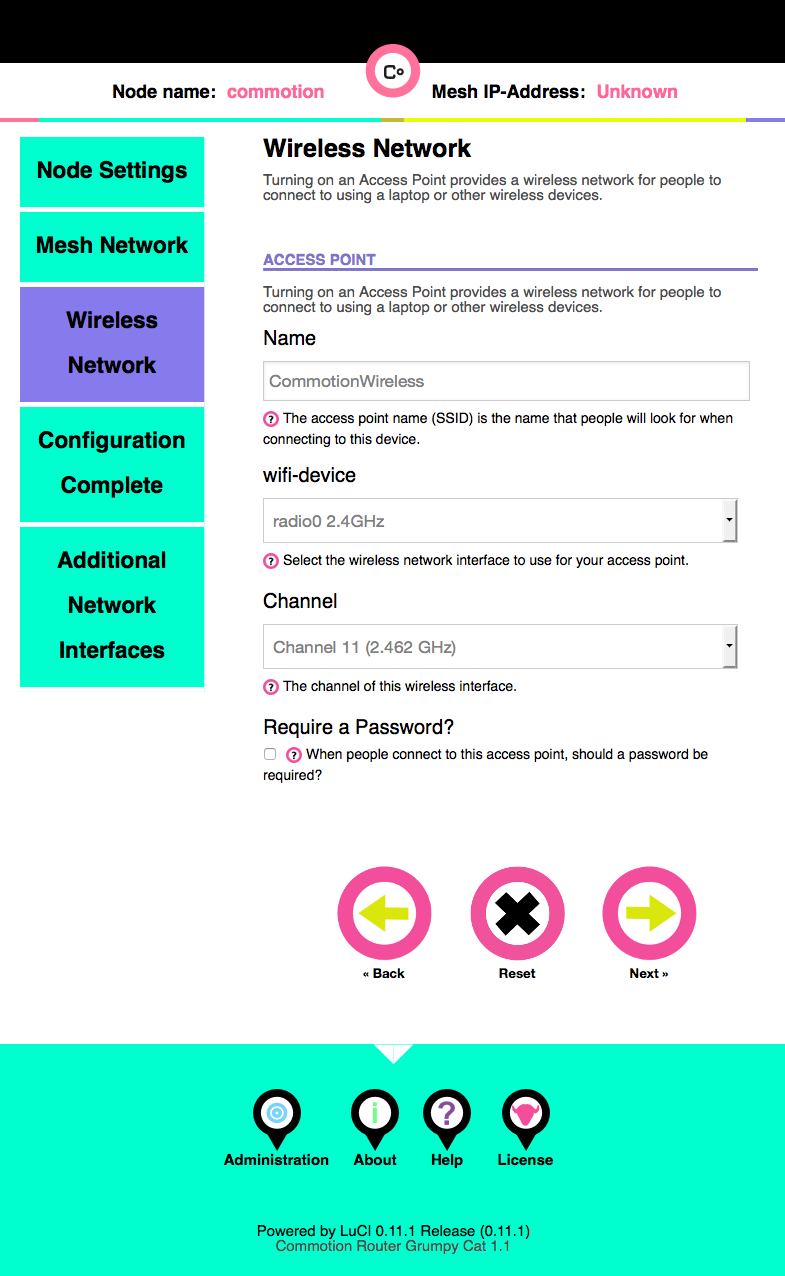 Co
Node name: commotion
Mesh IP-Address: Unknown
Node Settings
Mesh Network
Wireless
Network
Configuration
Complete
Additional
Network
Interfaces
Wireless Network
Turning on an Access Point provides a wireless network for people to
connect to using a laptop or other wireless devices.
ACCESS POINT
Turning on an Access Point provides a wireless network for people to
connect to using a laptop or other wireless devices.
Name
CommotionWireless
? The access point name (SSID) is the name that people will look for when
connecting to this device.
wifi-device
radio0 2.4GHz
? Select the wireless network interface to use for your access point.
Channel
Channel 11 (2.462 GHz)
? The channel of this wireless interface.
Require a Password?
? When people connect to this access point, should a password be
required?
« Back
Reset
Next »
i
?
Administration
About
Help
License
Powered by LuCI 0.11.1 Release (0.11.1)
Commotion Router Grumpy Cat 1.1